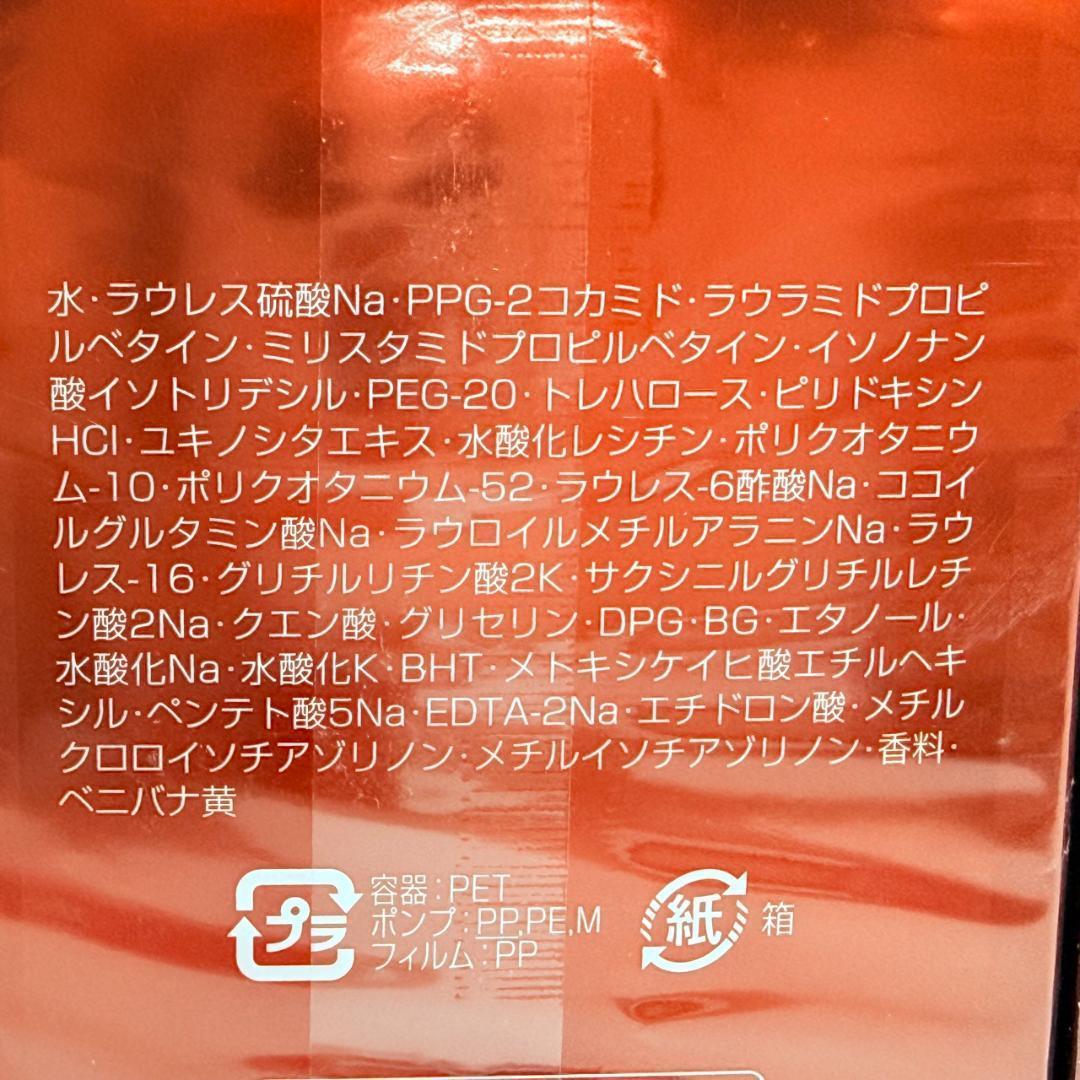 水・ラウレス硫酸Na・PPG-2コカミド・ラウラミドプロピ
ルベタイン・ミリスタミドプロピルベタイン・イソノナン
酸イソトリデシル・PEG-20・トレハロース・ピリドキシン
HCl・ユキノシタエキス・水酸化レシチン・ポリクオタニウ
ム-10・ポリクオタニウム-52・ラウレス-6酢酸Na・ココイ
ルグルタミン酸Na・ラウロイルメチルアラニンNa・ラウ
レス-16・グリチルリチン酸2K・サクシニルグリチルレチ
ン酸2Na・クエン酸・グリセリン・DPG・BG・エタノール・
水酸化Na・水酸化K・BHT・メトキシケイヒ酸エチルヘキ
シル・ペンテト酸5Na・EDTA-2Na・エチドロン酸・メチル
クロロイソチアゾリノン・メチルイソチアゾリノン・香料・
ベニバナ黄
プラ
容器：PET
ポンプ：PP,PE,M
フィルム：PP
紙
箱